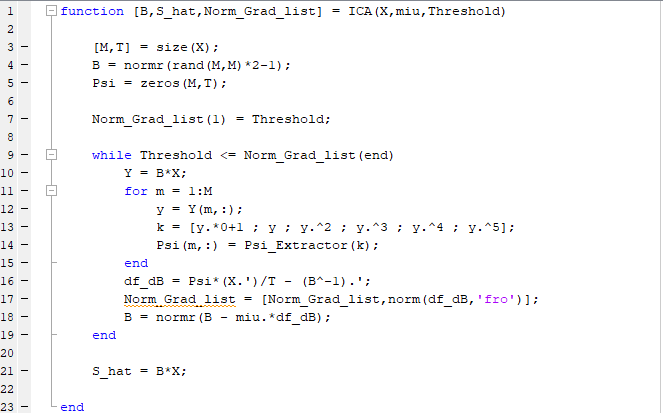 1 function [B,S_hat,Norm_Grad_list] = ICA(X,miu,Threshold)
2
3 - [M,T] = size(X);
4 - B = normr(rand(M,M)*2-1);
5 - Psi = zeros(M,T);
6
7 - Norm_Grad_list(1) = Threshold;
8
9 - while Threshold <= Norm_Grad_list(end)
10 - Y = B*X;
11 - for m = 1:M
12 - y = Y(m,:);
13 - k = [y.*0+1 ; y ; y.^2 ; y.^3 ; y.^4 ; y.^5];
14 - Psi(m,:) = Psi_Extractor(k);
15 - end
16 - df_dB = Psi*(X.')/T - (B^-1).';
17 - Norm_Grad_list = [Norm_Grad_list,norm(df_dB,'fro')];
18 - B = normr(B - miu.*df_dB);
19 - end
20
21 - S_hat = B*X;
22
23 - end